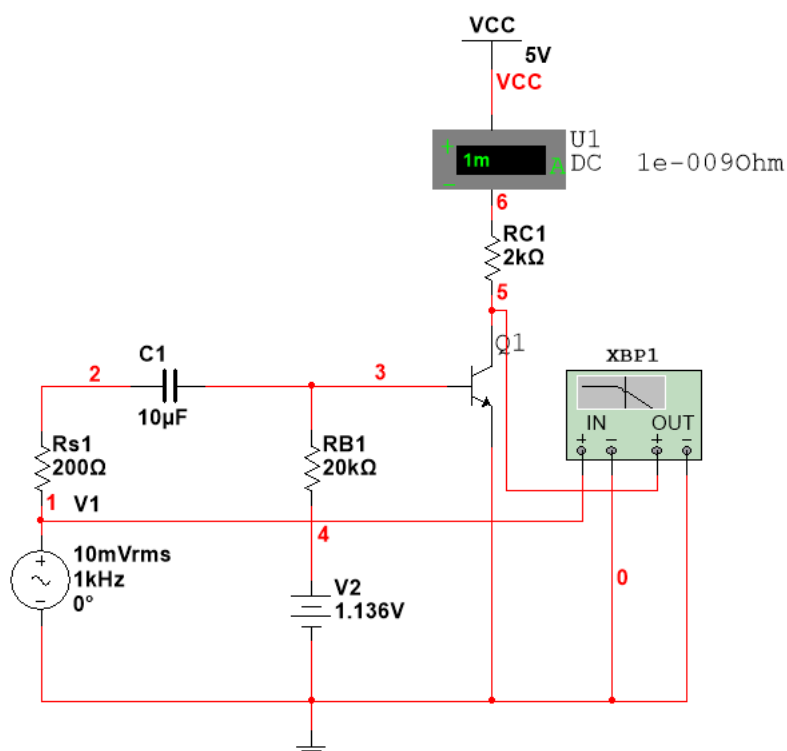 VCC
5V
VCC
U1
+
1m
A
DC 1e-009Ohm
-
6
RC1
2kΩ
5
Q1
C1
XBP1
2
3
10µF
IN OUT
+ - + -
Rs1
200Ω
RB1
20kΩ
1
V1
4
+
10mVrms
1kHz
0°
-
0
V2
1.136V